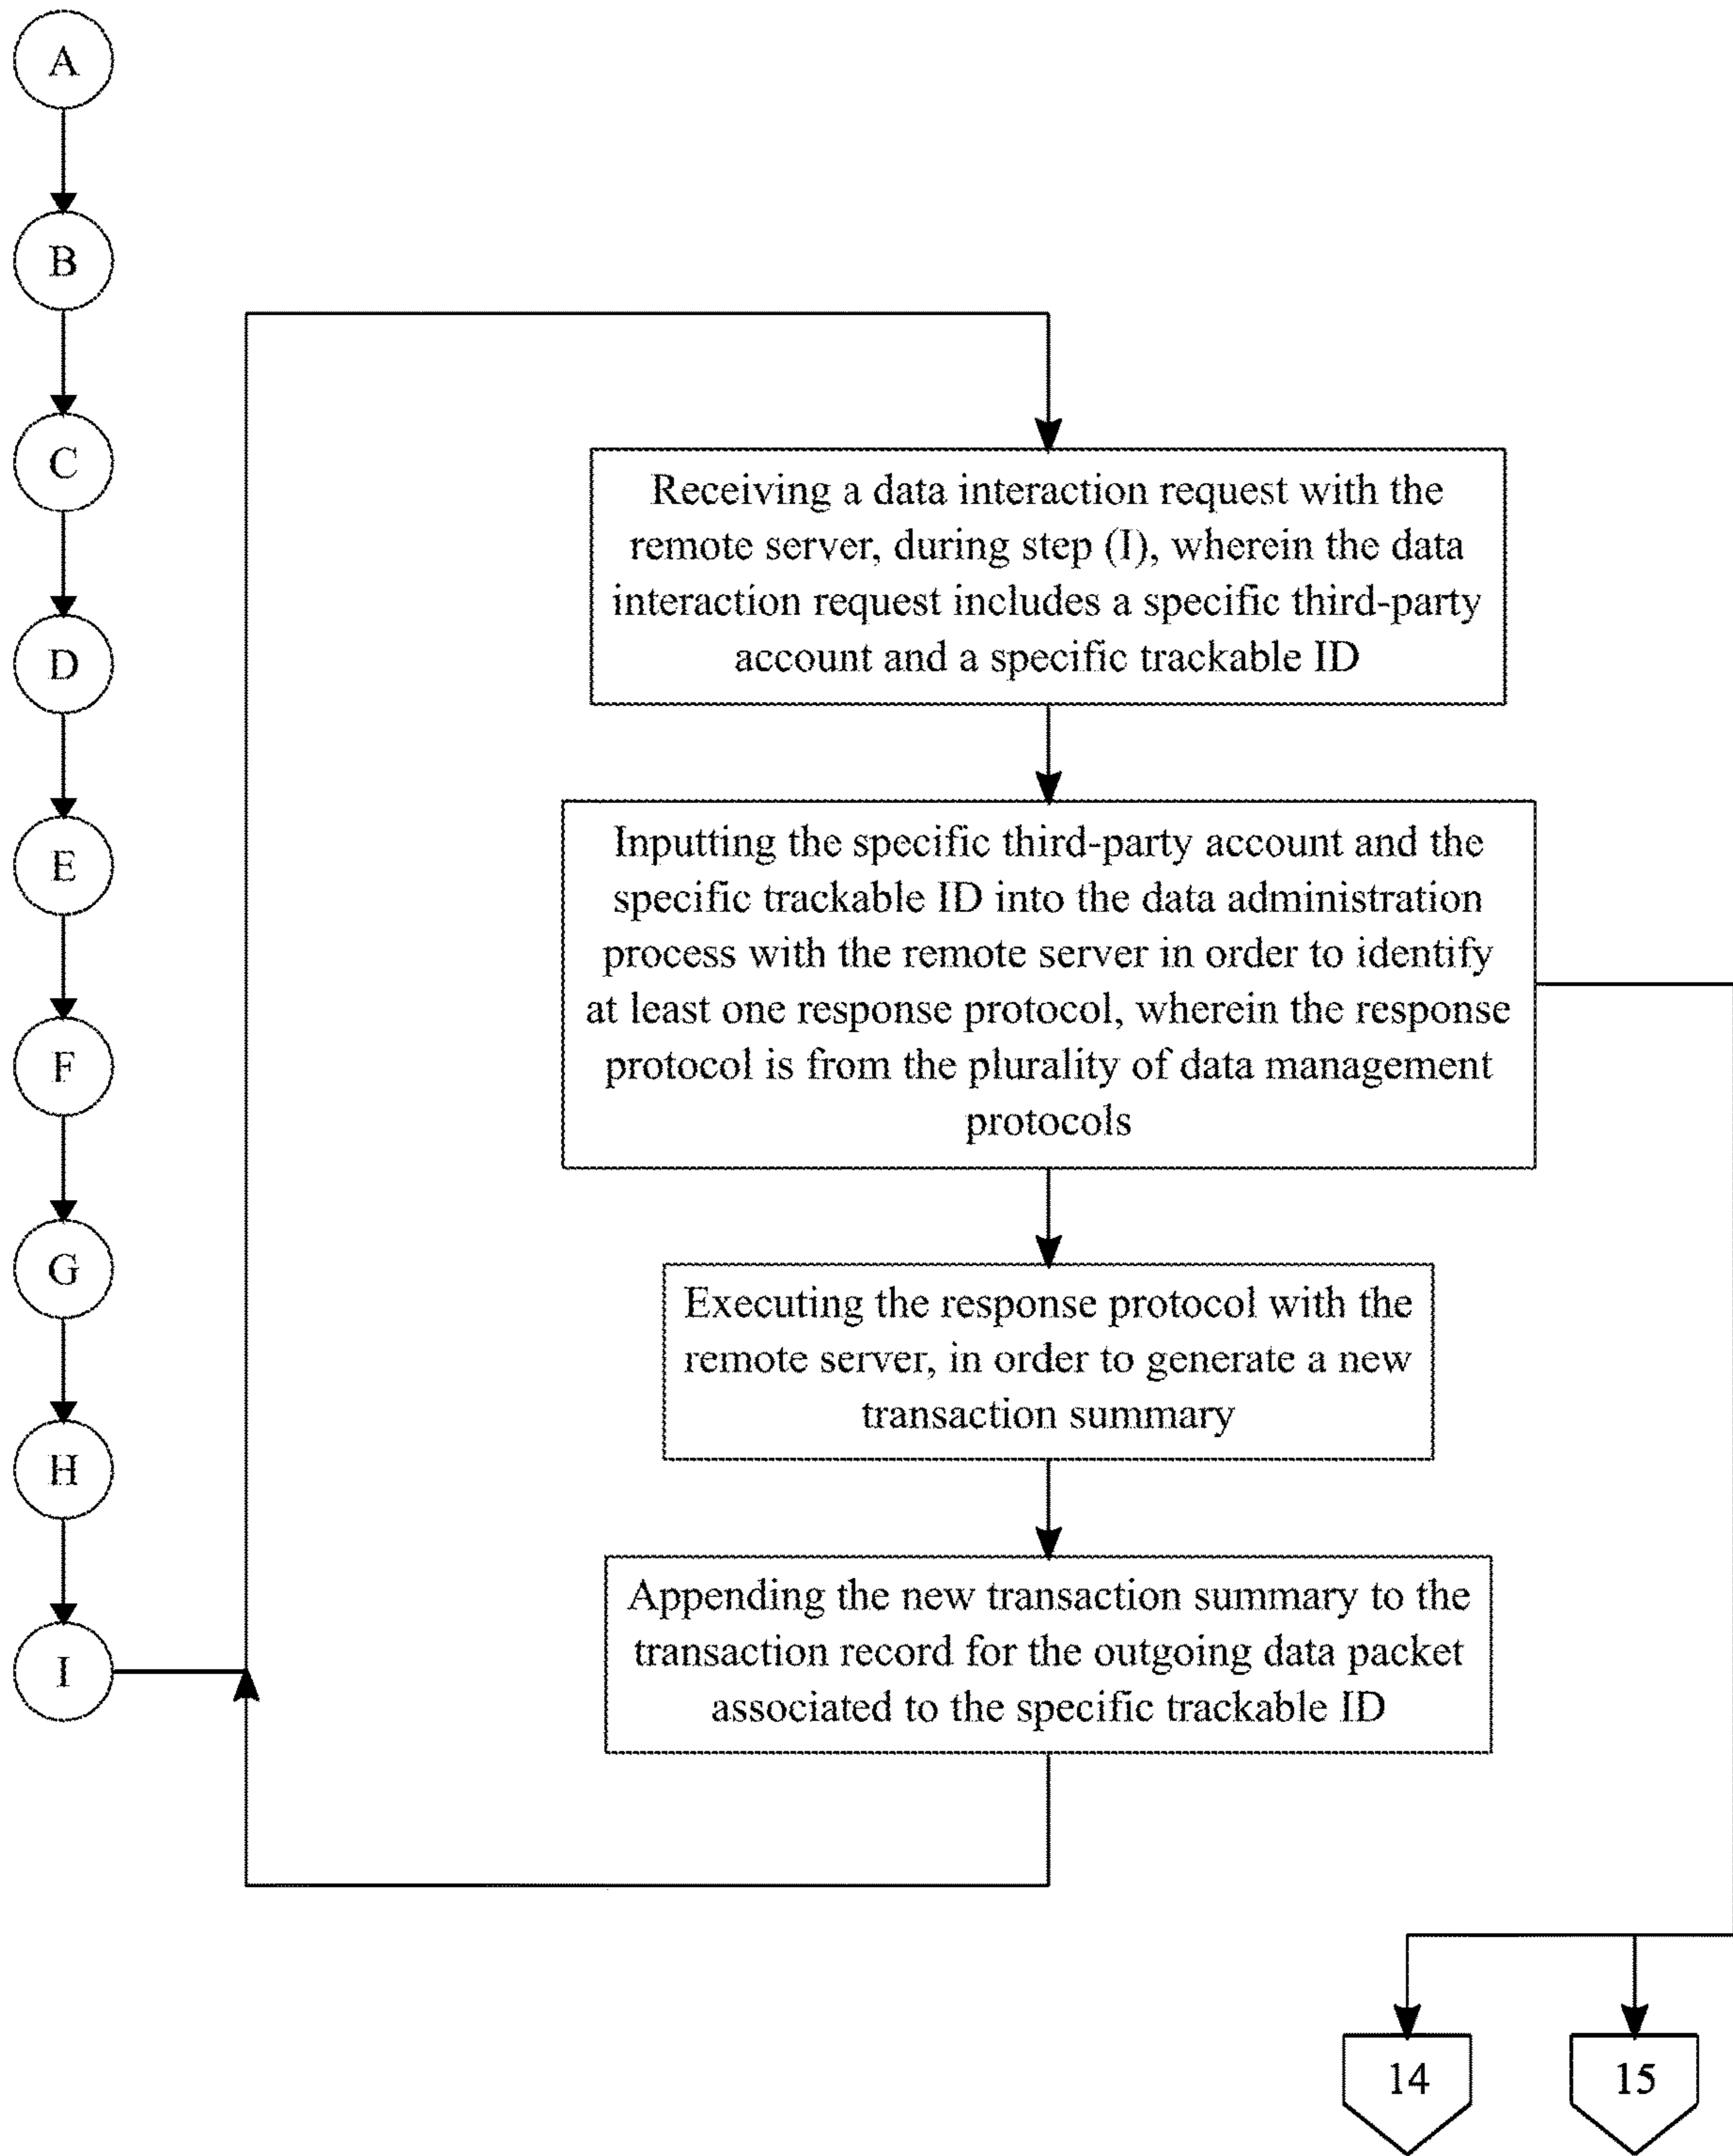 A
B
C
D
E
F
G
H
I
Receiving a data interaction request with the
remote server, during step (I), wherein the data
interaction request includes a specific third-party
account and a specific trackable ID
Inputting the specific third-party account and the
specific trackable ID into the data administration
process with the remote server in order to identify
at least one response protocol, wherein the response
protocol is from the plurality of data management
protocols
Executing the response protocol with the
remote server, in order to generate a new
transaction summary
Appending the new transaction summary to the
transaction record for the outgoing data packet
associated to the specific trackable ID
14
15